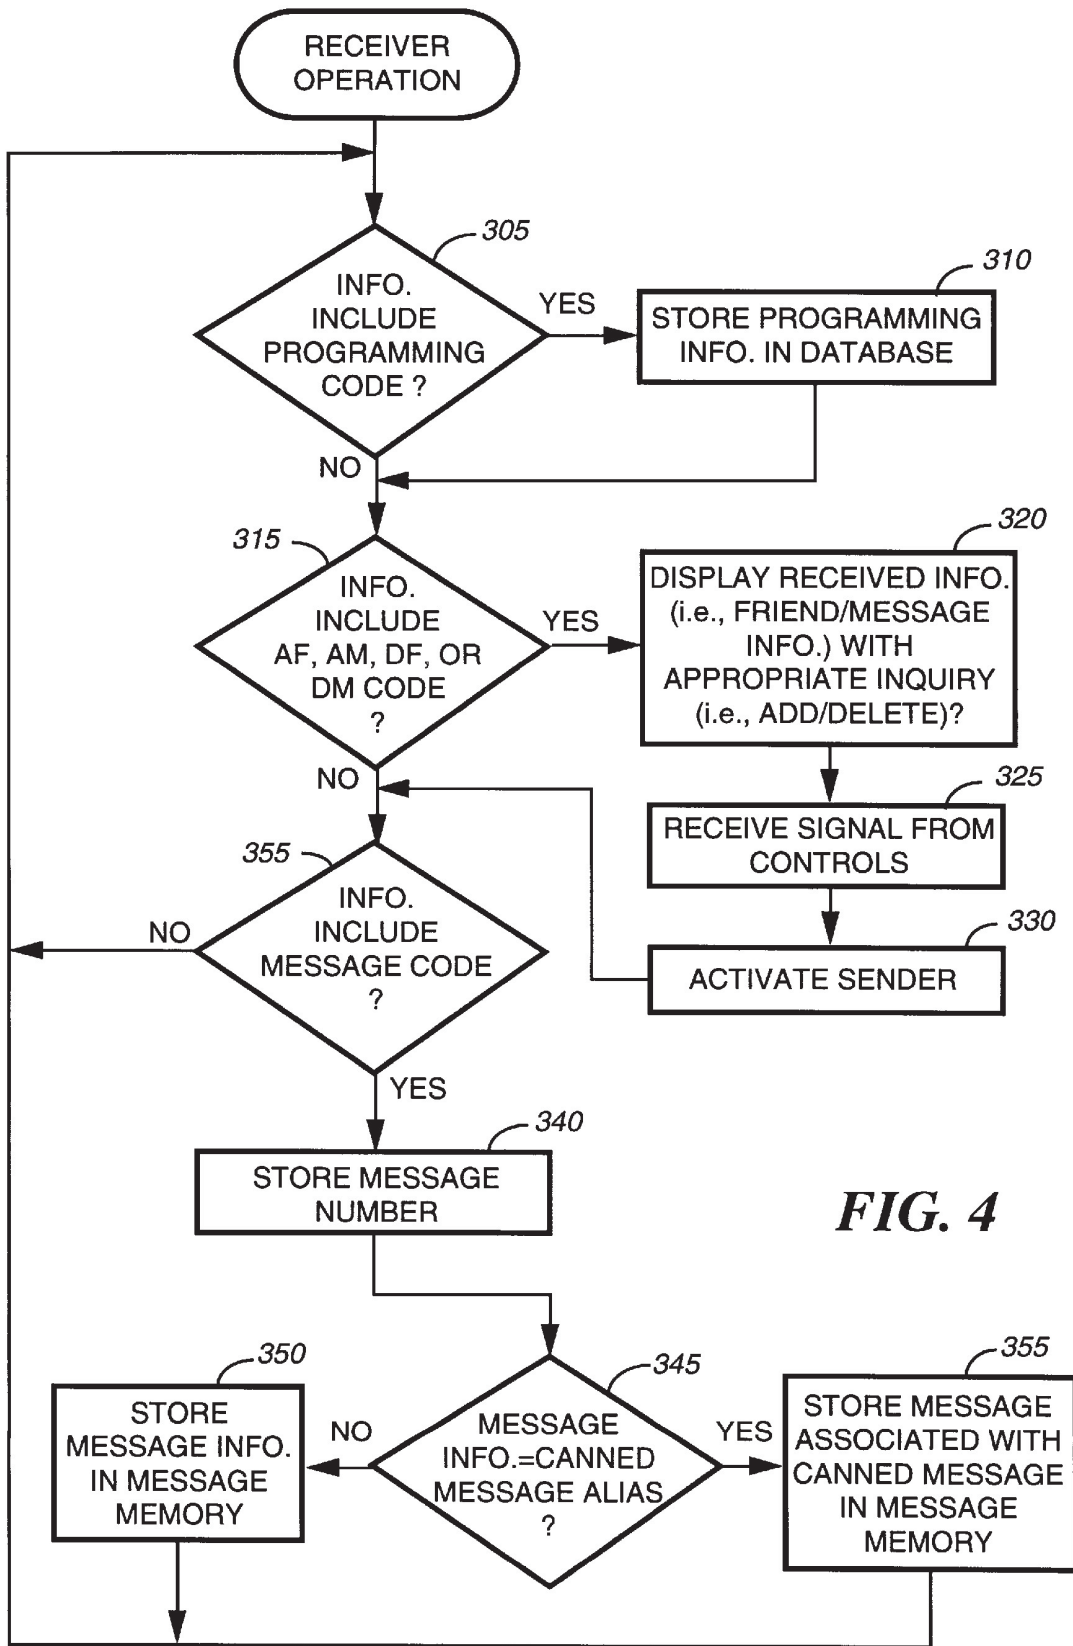 RECEIVER
OPERATION
305
INFO.
INCLUDE
PROGRAMMING
CODE ?
YES
310
STORE PROGRAMMING
INFO. IN DATABASE
NO
315
INFO.
INCLUDE
AF, AM, DF, OR
DM CODE
?
YES
320
DISPLAY RECEIVED INFO.
(i.e., FRIEND/MESSAGE
INFO.) WITH
APPROPRIATE INQUIRY
(i.e., ADD/DELETE)?
NO
325
RECEIVE SIGNAL FROM
CONTROLS
330
ACTIVATE SENDER
355
INFO.
INCLUDE
MESSAGE CODE
?
NO
YES
340
STORE MESSAGE
NUMBER
FIG. 4
345
MESSAGE
INFO.=CANNED
MESSAGE ALIAS
?
NO
350
STORE
MESSAGE INFO.
IN MESSAGE
MEMORY
YES
355
STORE MESSAGE
ASSOCIATED WITH
CANNED MESSAGE
IN MESSAGE
MEMORY